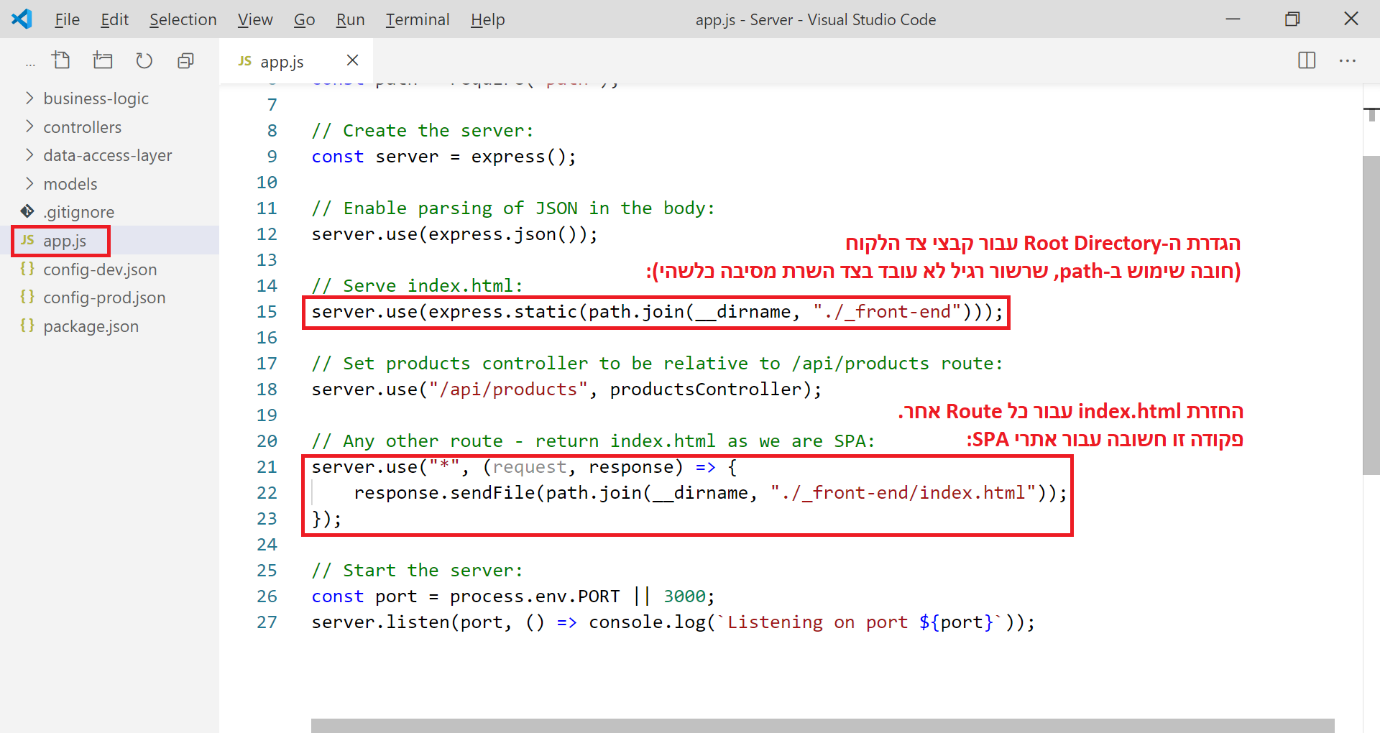 File Edit Selection View Go Run Terminal Help
app.js - Server - Visual Studio Code
...
JS app.js
business-logic
controllers
data-access-layer
models
.gitignore
JS app.js
{} config-dev.json
{} config-prod.json
{} package.json
7
8 // Create the server:
9 const server = express();
10
11 // Enable parsing of JSON in the body:
12 server.use(express.json());
הגדרת ה-Root Directory עבור קבצי צד הלקוח
13
(חובה שימוש ב-path, שרשור רגיל לא עובד בצד השרת מסיבה כלשהי):
14 // Serve index.html:
15 server.use(express.static(path.join(__dirname, "./_front-end")));
16
17 // Set products controller to be relative to /api/products route:
18 server.use("/api/products", productsController);
החזרת index.html עבור כל Route אחר.
19
20 // Any other route - return index.html as we are SPA:
פקודה זו חשובה עבור אתרי SPA:
21 server.use("*", (request, response) => {
22 response.sendFile(path.join(__dirname, "./_front-end/index.html"));
23 });
24
25 // Start the server:
26 const port = process.env.PORT || 3000;
27 server.listen(port, () => console.log(`Listening on port ${port}`));